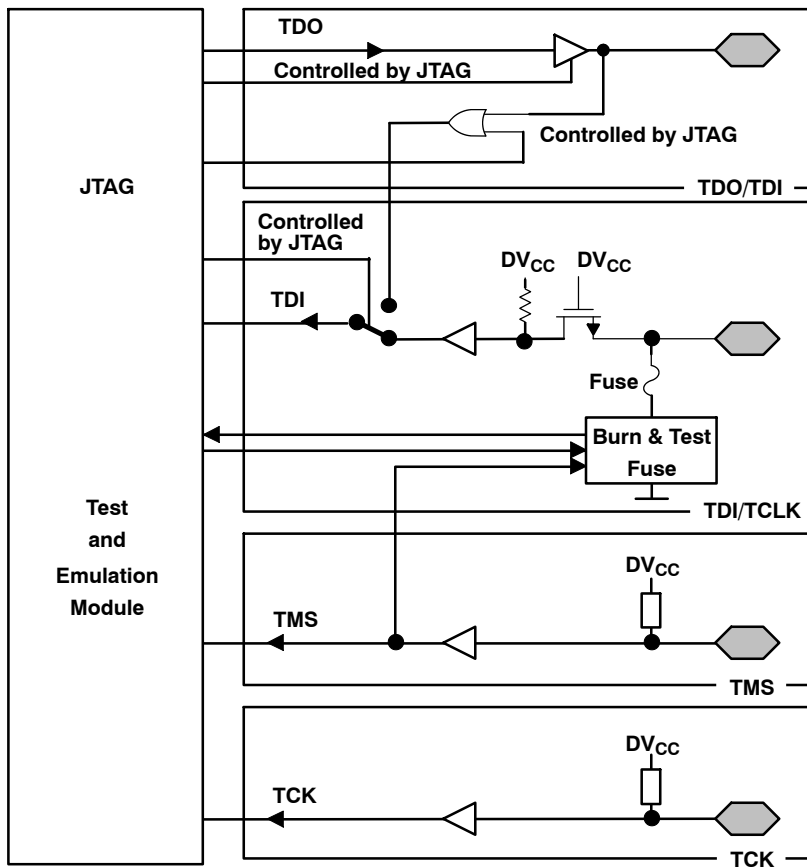 TDO
Controlled by JTAG
Controlled by JTAG
JTAG
TDO/TDI
Controlled
by JTAG
DVCC
DVCC
TDI
Fuse
Burn & Test
Fuse
TDI/TCLK
Test
and
Emulation
Module
DVCC
TMS
TMS
DVCC
TCK
TCK